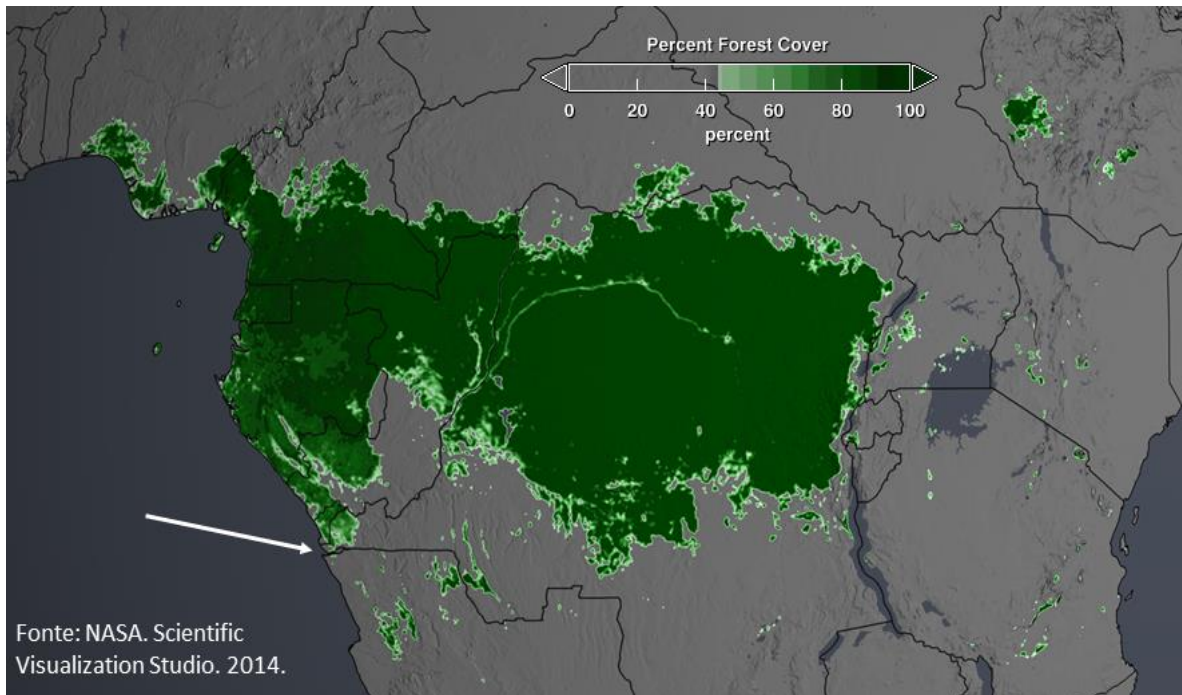 Percent Forest Cover
0 20 40 60 80 100
percent
Fonte: NASA. Scientific
Visualization Studio. 2014.